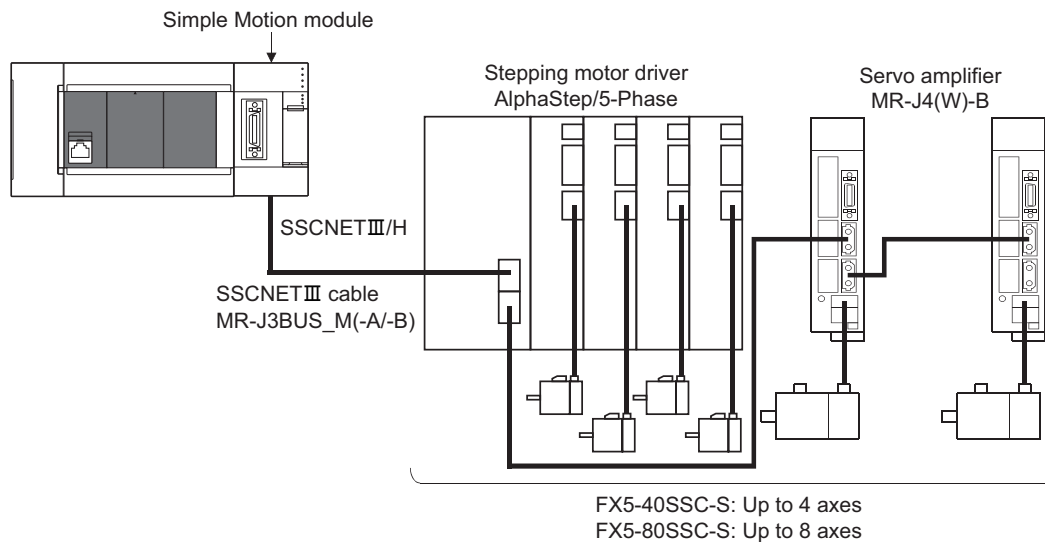 Simple Motion module
Stepping motor driver
AlphaStep/5-Phase
Servo amplifier
MR-J4(W)-B
SSCNETⅢ/H
SSCNETⅢ cable
MR-J3BUS_M(-A/-B)
FX5-40SSC-S: Up to 4 axes
FX5-80SSC-S: Up to 8 axes